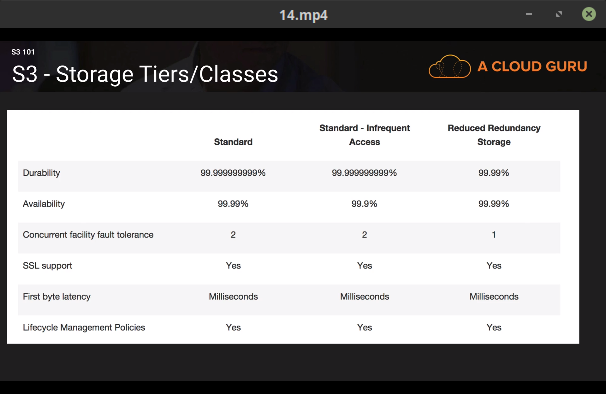 14.mp4
S3 101
S3 - Storage Tiers/Classes
A CLOUD GURU
Standard Standard - Infrequent Access Reduced Redundancy Storage
Durability 99.999999999% 99.999999999% 99.99%
Availability 99.99% 99.9% 99.99%
Concurrent facility fault tolerance 2 2 1
SSL support Yes Yes Yes
First byte latency Milliseconds Milliseconds Milliseconds
Lifecycle Management Policies Yes Yes Yes